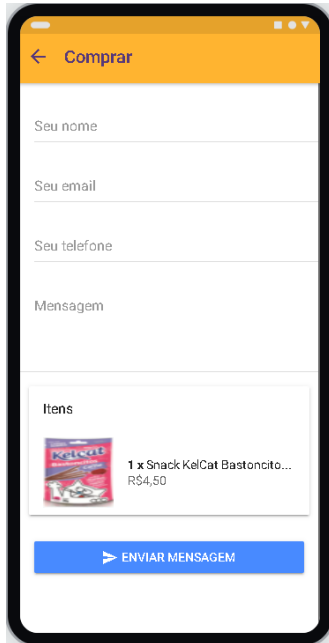 Comprar
Seu nome
Seu email
Seu telefone
Mensagem
Itens
Kelcat
1 x Snack KelCat Bastoncito...
R$4,50
ENVIAR MENSAGEM